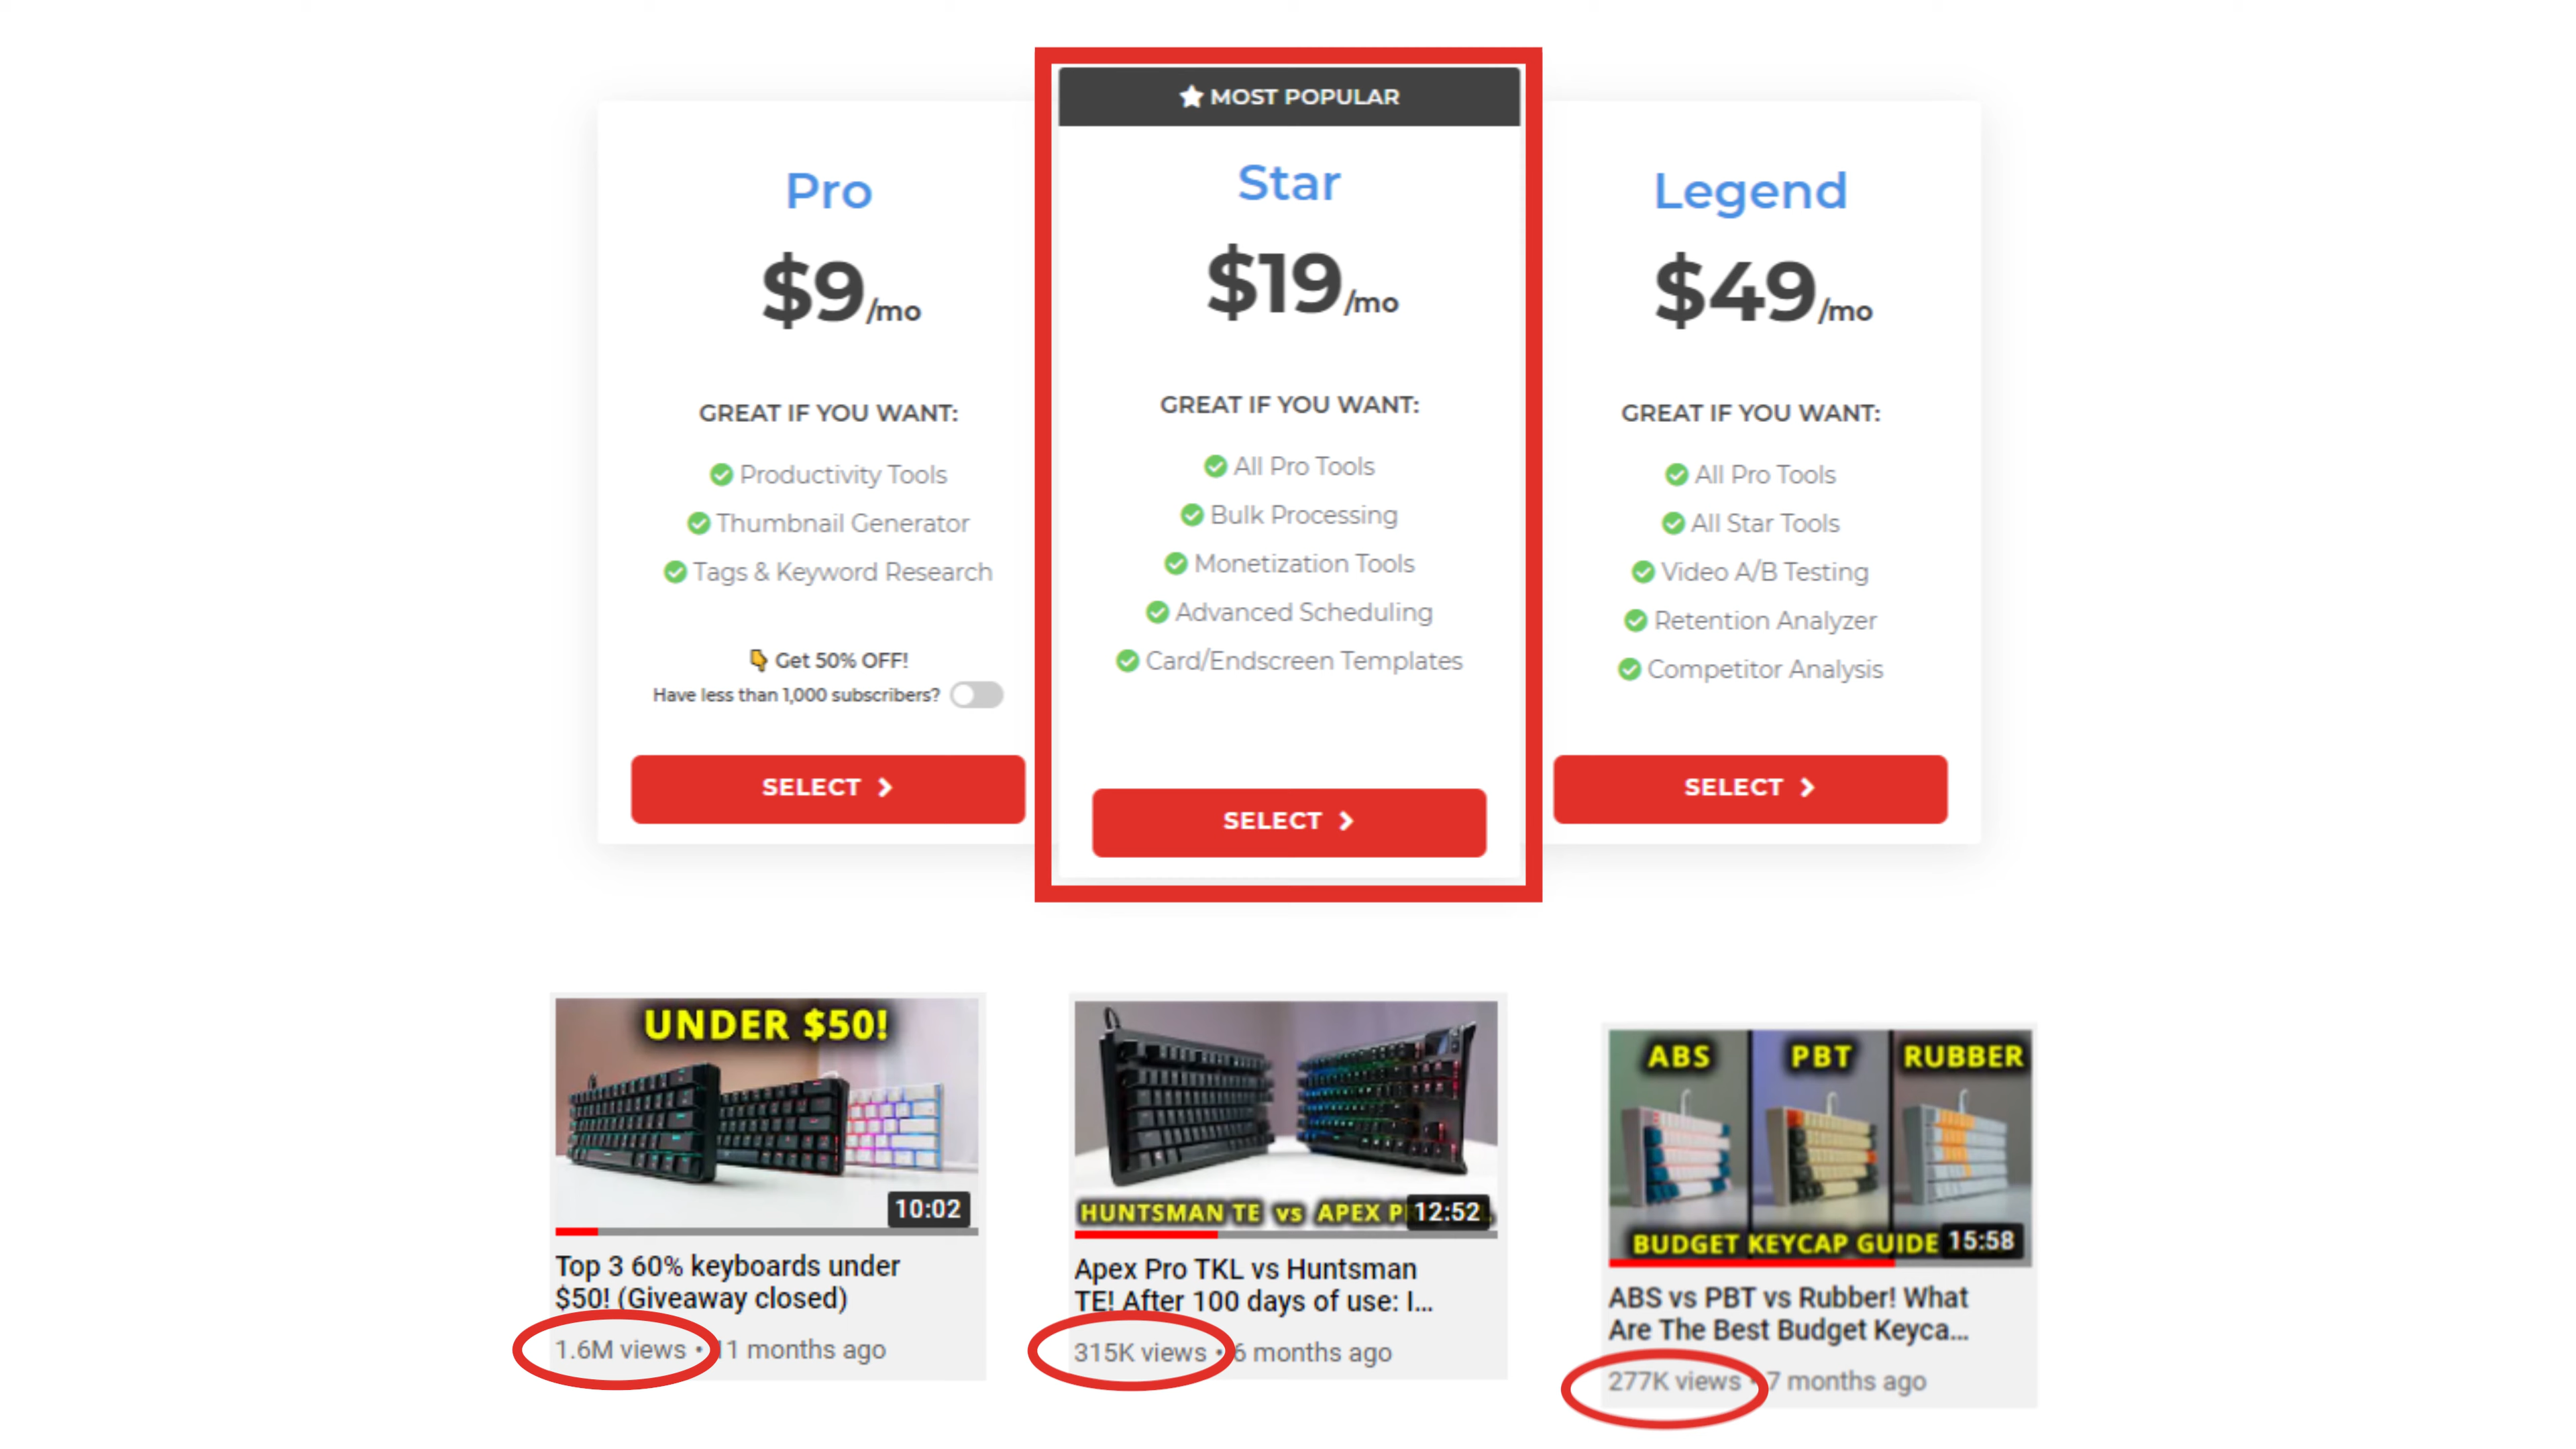 MOST POPULAR
Pro
$9/mo
GREAT IF YOU WANT:
Productivity Tools
Thumbnail Generator
Tags & Keyword Research
Get 50% OFF!
Have less than 1,000 subscribers?
SELECT
Star
$19/mo
GREAT IF YOU WANT:
All Pro Tools
Bulk Processing
Monetization Tools
Advanced Scheduling
Card/Endscreen Templates
SELECT
Legend
$49/mo
GREAT IF YOU WANT:
All Pro Tools
All Star Tools
Video A/B Testing
Retention Analyzer
Competitor Analysis
SELECT
UNDER $50!
10:02
Top 3 60% keyboards under
$50! (Giveaway closed)
1.6M views • 11 months ago
HUNTSMAN TE vs APEX
12:52
Apex Pro TKL vs Huntsman
TE! After 100 days of use: I...
315K views • 6 months ago
ABS PBT RUBBER
BUDGET KEYCAP GUIDE
15:58
ABS vs PBT vs Rubber! What
Are The Best Budget Keyca...
277K views • 7 months ago